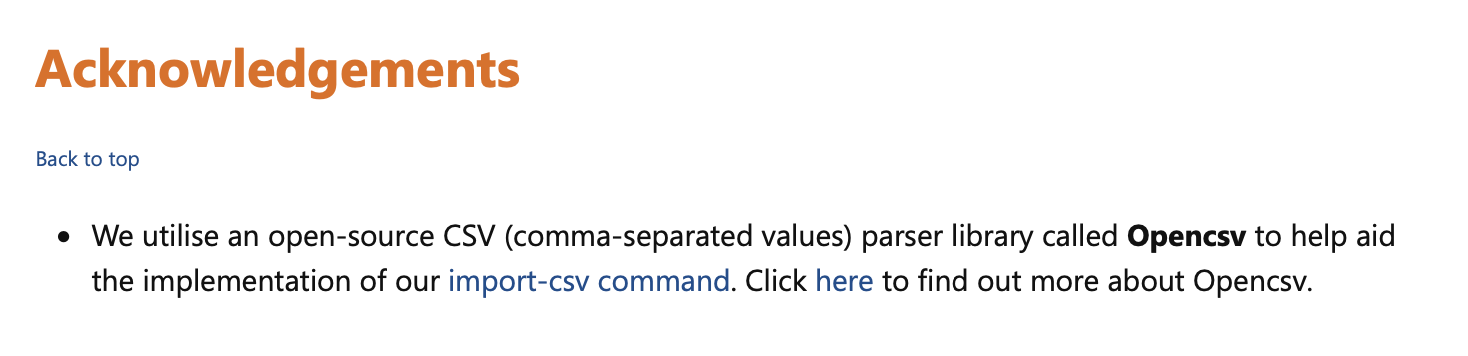 Acknowledgements
Back to top
• We utilise an open-source CSV (comma-separated values) parser library called Opencsv to help aid
the implementation of our import-csv command. Click here to find out more about Opencsv.